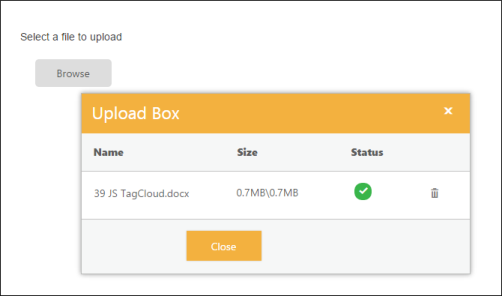 Select a file to upload
Browse
Upload Box
Name Size Status
39 JS TagCloud.docx 0.7MB\0.7MB
Close